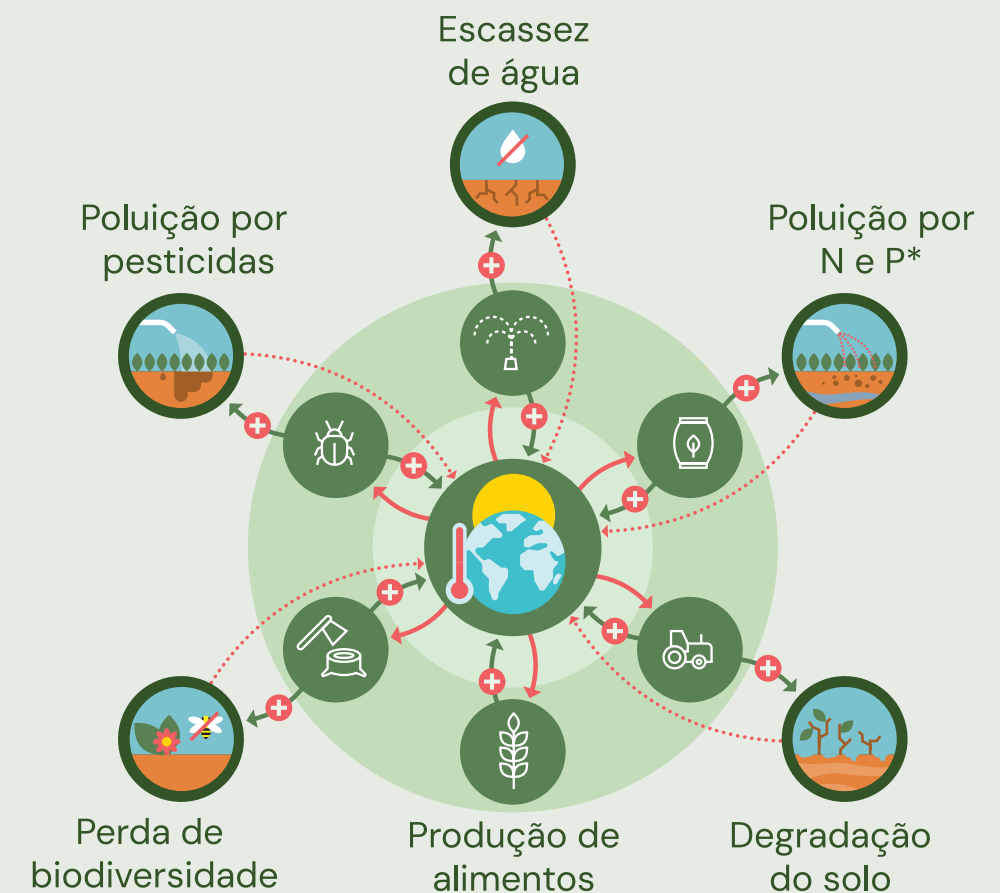 Escassez
de água
Poluição por
pesticidas
Poluição por
N e P*
Perda de
biodiversidade
Produção de
alimentos
Degradação
do solo